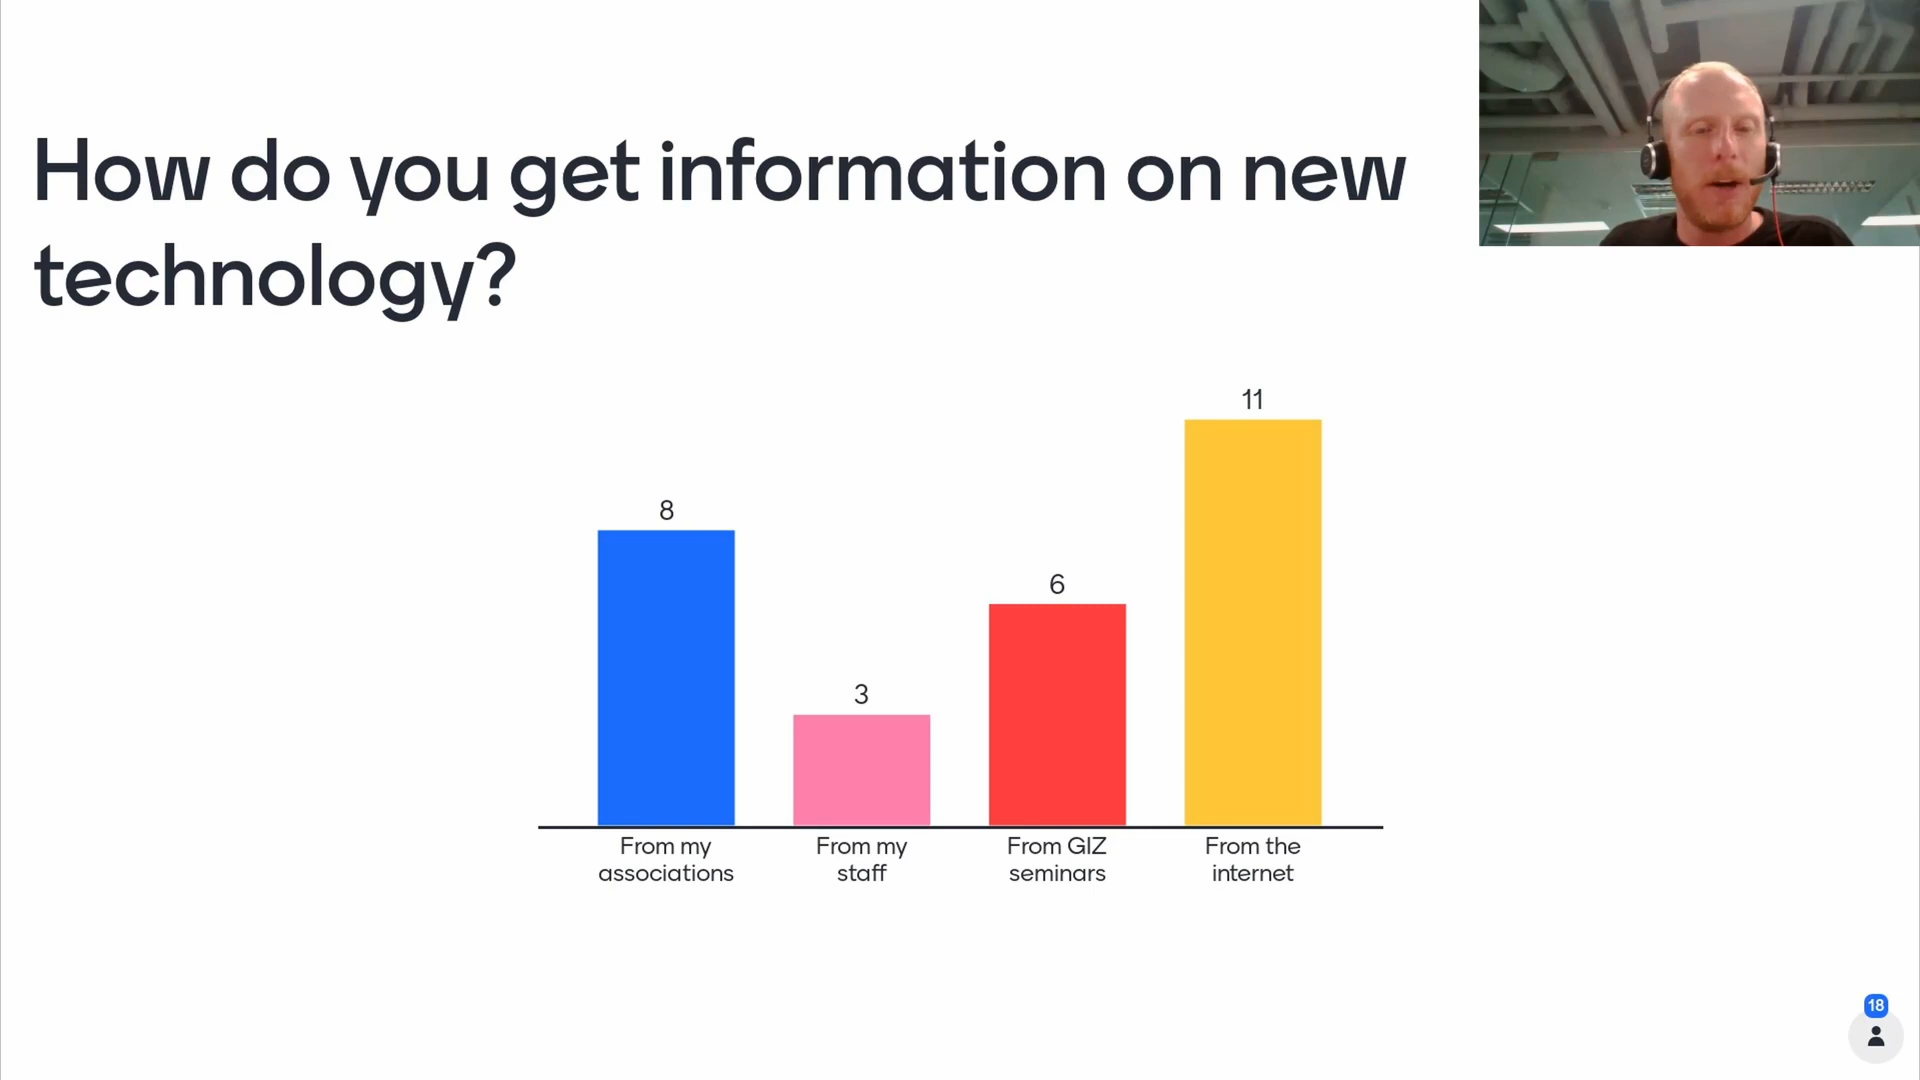 How do you get information on new
technology?
8
3
6
11
From my
associations
From my
staff
From GIZ
seminars
From the
internet
18